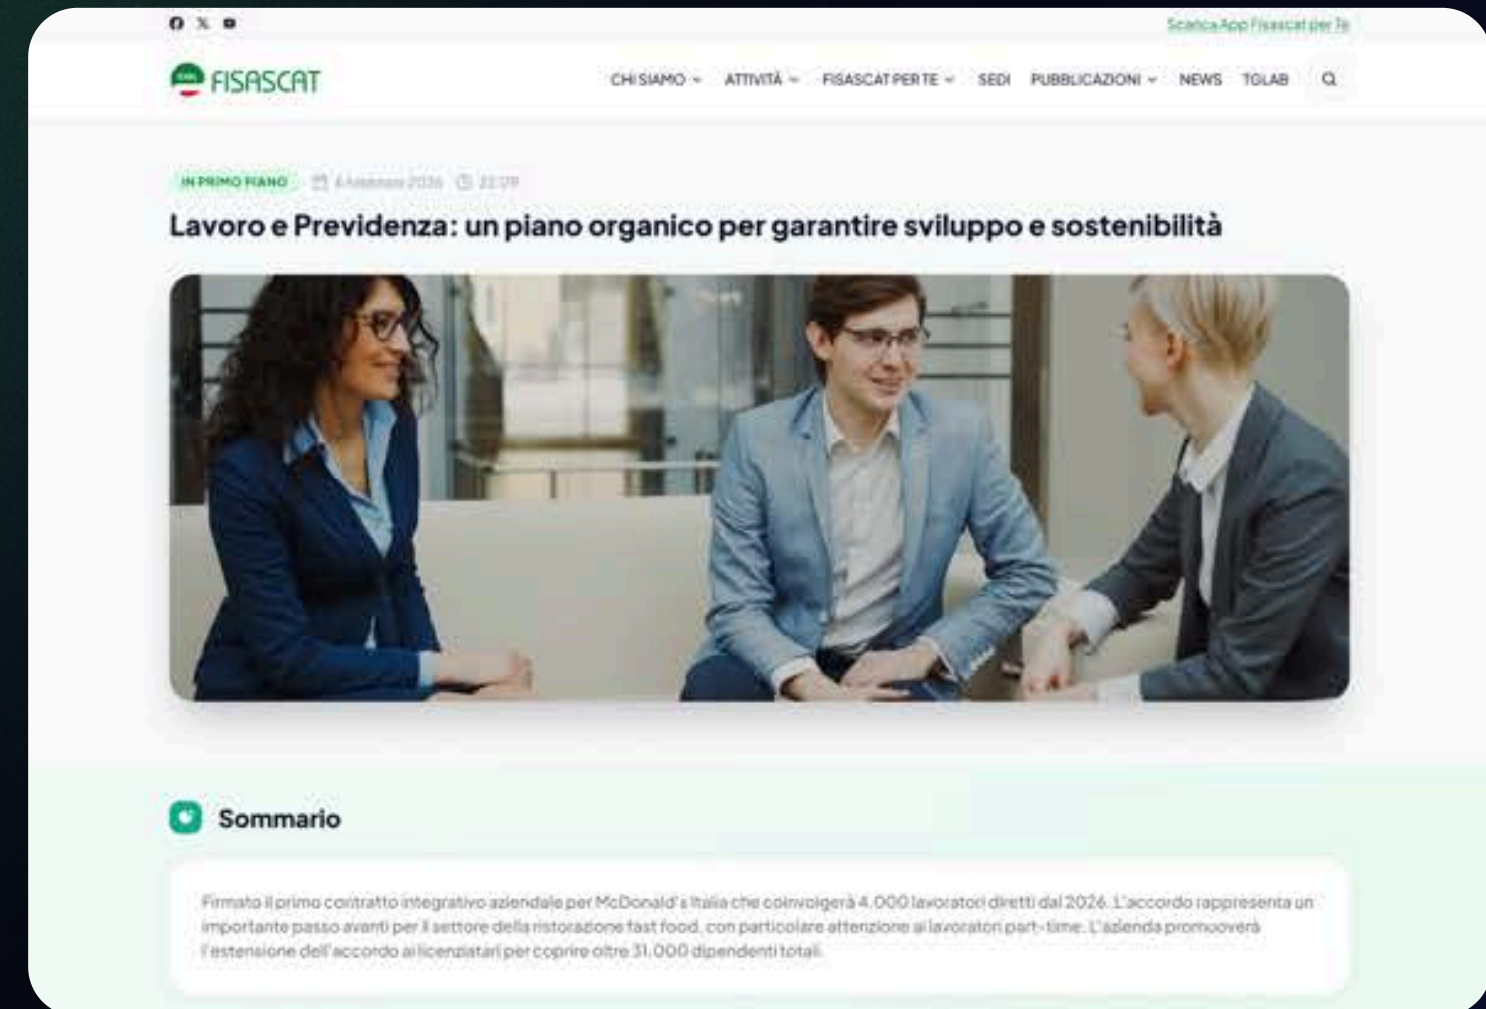 Scarica App Fisascat per Te
FISASCAT
CHI SIAMO ATTIVITÀ FISASCAT PER TE SEDI PUBBLICAZIONI NEWS TGLAB
IN PRIMO PIANO 2026
Lavoro e Previdenza: un piano organico per garantire sviluppo e sostenibilità
Sommario
Firmato il primo contratto integrativo aziendale per McDonald's Italia che coinvolgerà 4.000 lavoratori diretti dal 2026. L'accordo rappresenta un
importante passo avanti per il settore della ristorazione fast food, con particolare attenzione ai lavoratori part-time. L'azienda promuoverà
l'estensione dell'accordo ai licenziatari per coprire oltre 31.000 dipendenti totali.